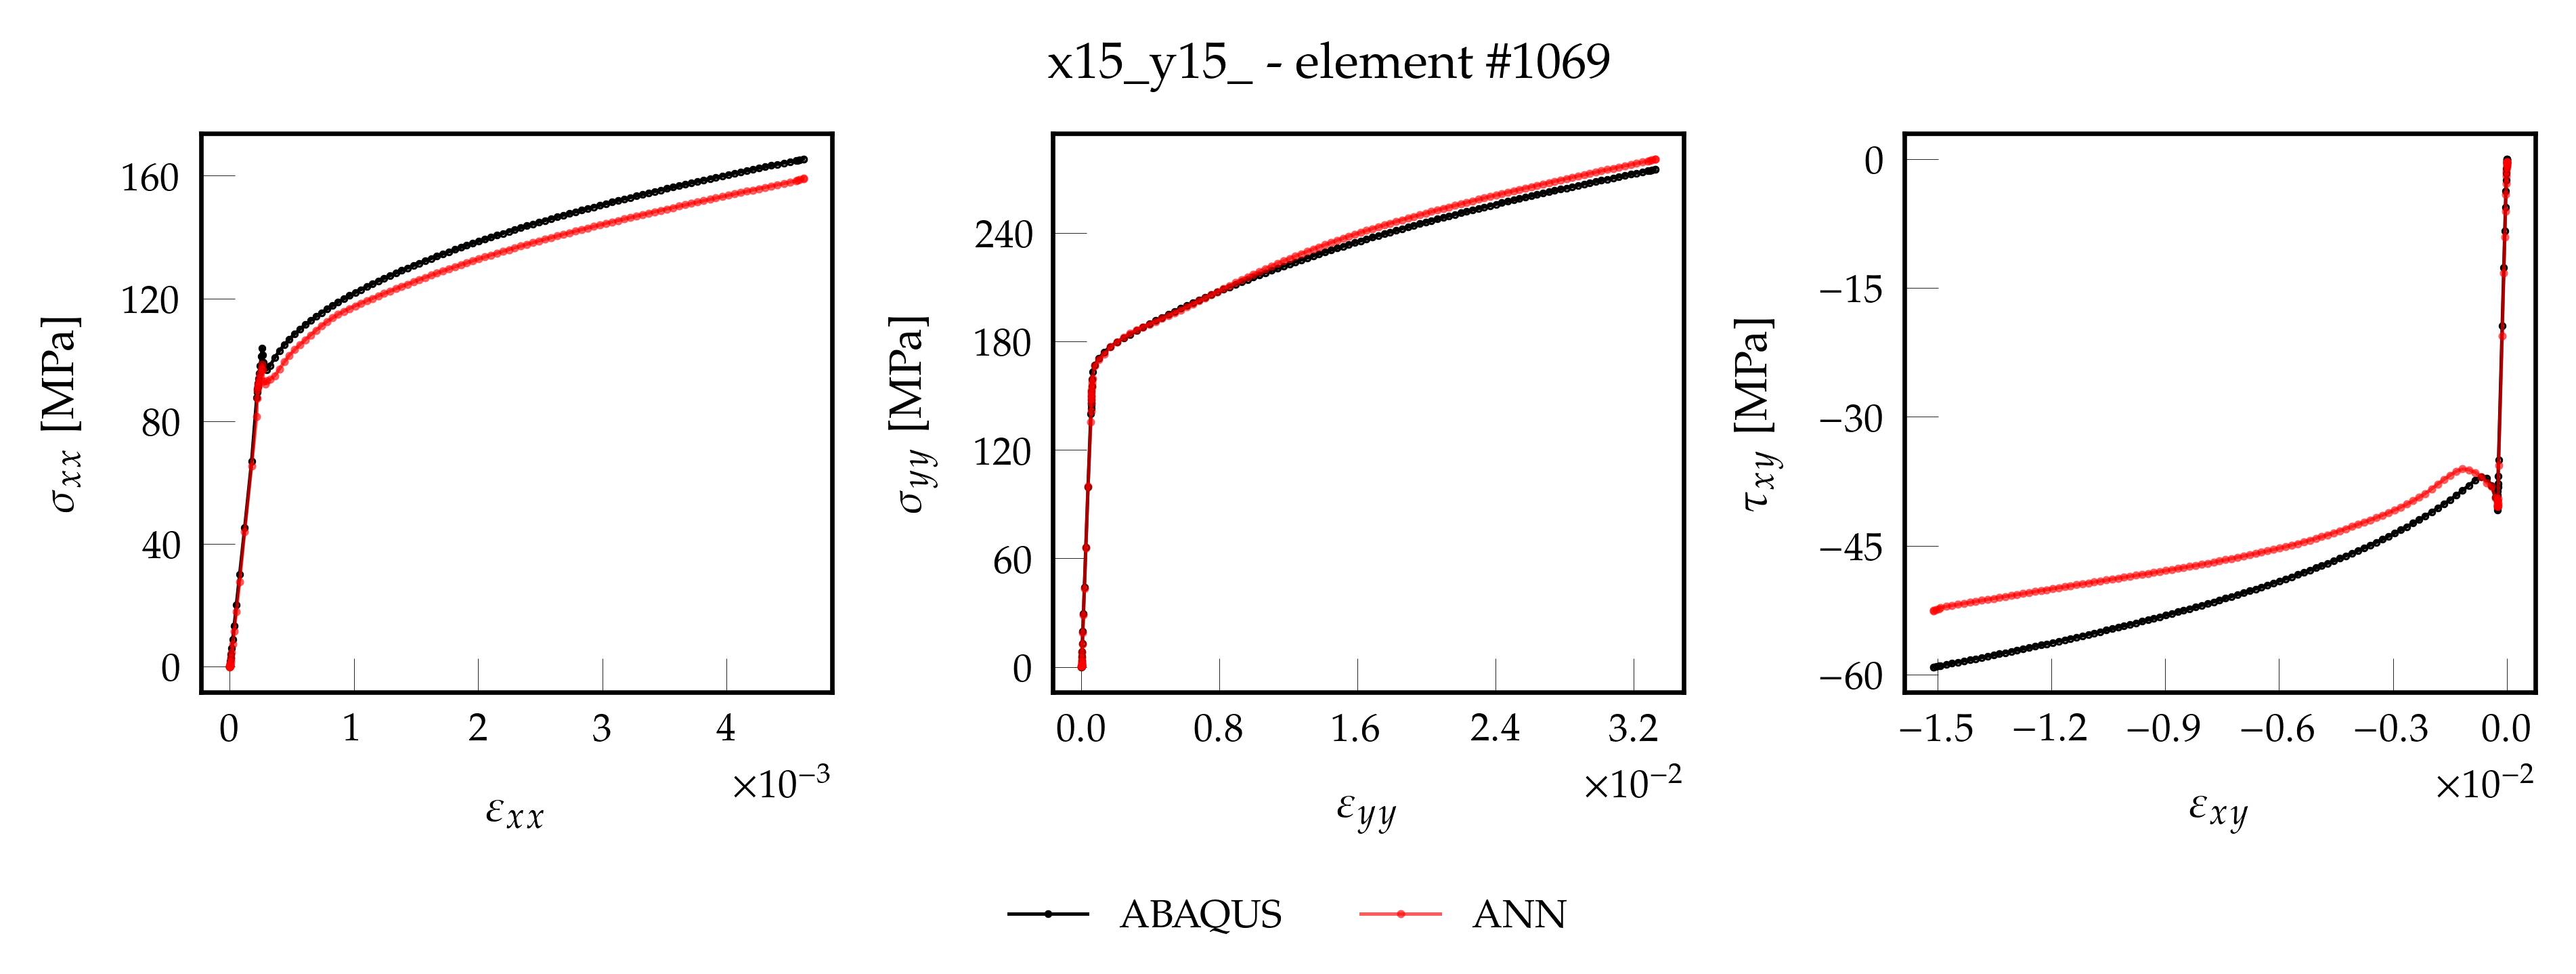 x15_y15_ - element #1069
σxx [MPa]
160
120
80
40
0
0 1 2 3 4
×10−3
εxx
σyy [MPa]
240
180
120
60
0
0.0 0.8 1.6 2.4 3.2
×10−2
εyy
τxy [MPa]
0
−15
−30
−45
−60
−1.5 −1.2 −0.9 −0.6 −0.3 0.0
×10−2
εxy
ABAQUS ANN